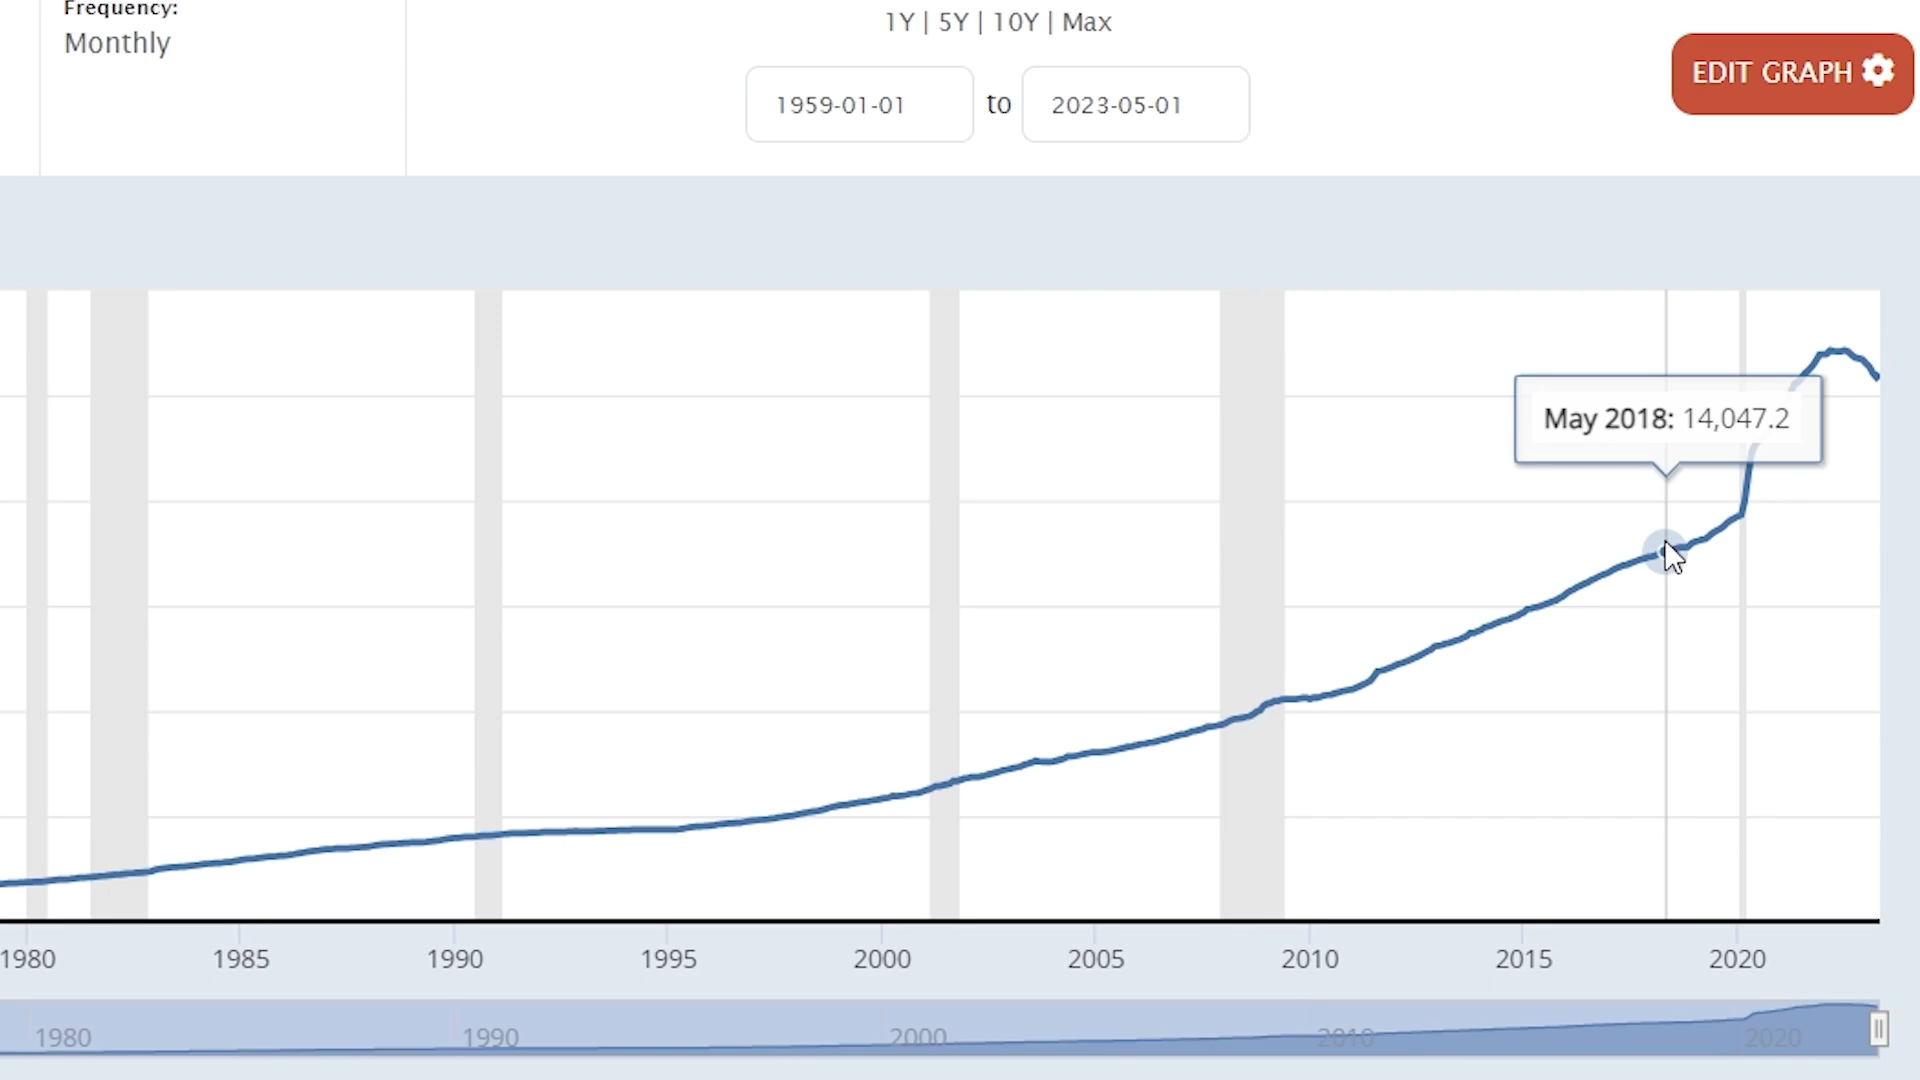 Frequency:
Monthly
1Y | 5Y | 10Y | Max
1959-01-01 to 2023-05-01
EDIT GRAPH
May 2018: 14,047.2
1980 1985 1990 1995 2000 2005 2010 2015 2020
1980 1990 2000 2010 2020